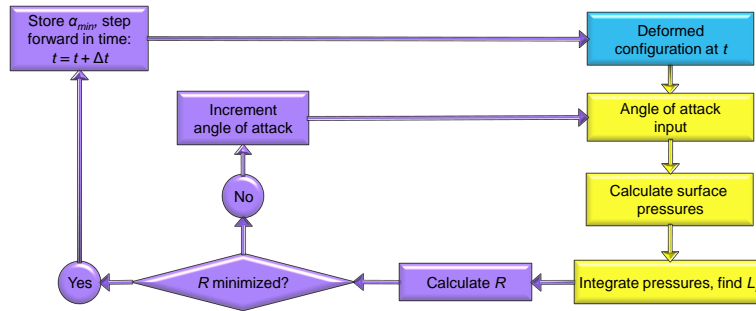 Store α_min, step
forward in time:
t = t + Δt
Deformed
configuration at t
Increment
angle of attack
Angle of attack
input
No
Calculate surface
pressures
Yes
R minimized?
Calculate R
Integrate pressures, find L